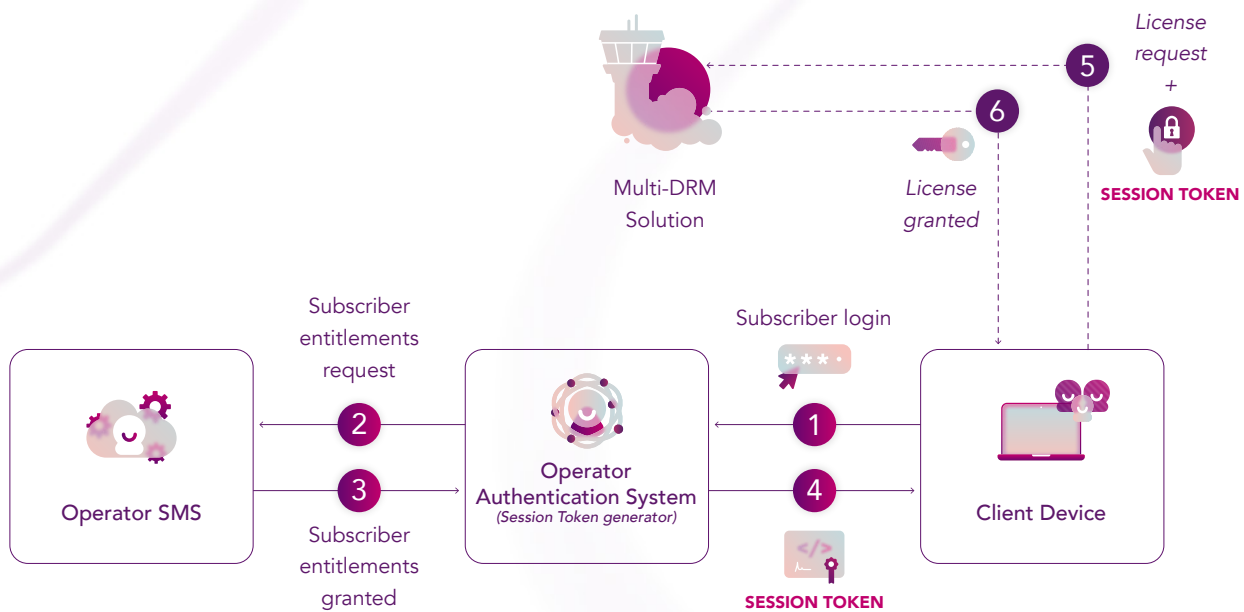 License
request
+
5
6
SESSION TOKEN
Multi-DRM
Solution
License
granted
Subscriber
entitlements
request
Subscriber login
***
2
1
3
4
Operator SMS
Operator
Authentication System
(Session Token generator)
Client Device
Subscriber
entitlements
granted
</>
SESSION TOKEN